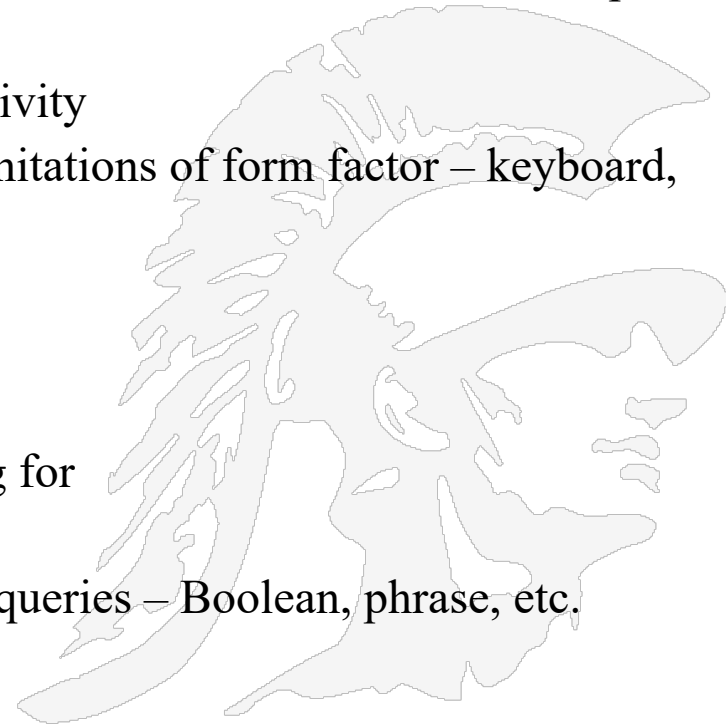 ivity
nitations of form factor – keyboard,
g for
queries – Boolean, phrase, etc.